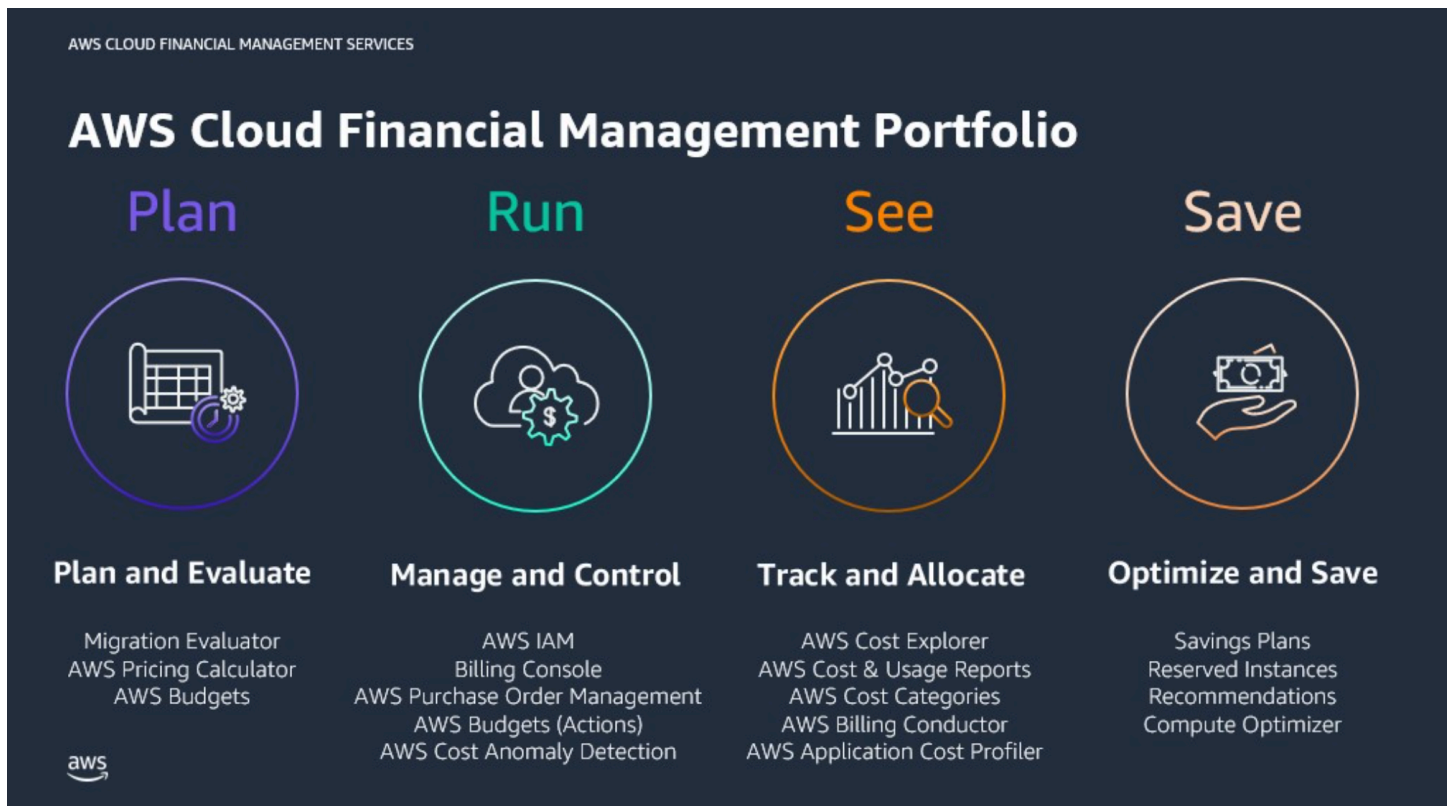 AWS CLOUD FINANCIAL MANAGEMENT SERVICES
AWS Cloud Financial Management Portfolio
Plan
Run
See
Save
$
Plan and Evaluate
Manage and Control
Track and Allocate
Optimize and Save
Migration Evaluator
AWS Pricing Calculator
AWS Budgets
AWS IAM
Billing Console
AWS Purchase Order Management
AWS Budgets (Actions)
AWS Cost Anomaly Detection
AWS Cost Explorer
AWS Cost & Usage Reports
AWS Cost Categories
AWS Billing Conductor
AWS Application Cost Profiler
Savings Plans
Reserved Instances
Recommendations
Compute Optimizer
aws